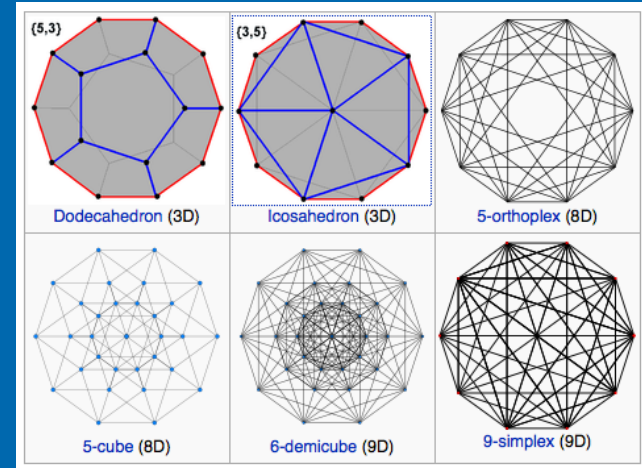 {5,3}
{3,5}
Dodecahedron (3D)
Icosahedron (3D)
5-orthoplex (8D)
5-cube (8D)
6-demicube (9D)
9-simplex (9D)